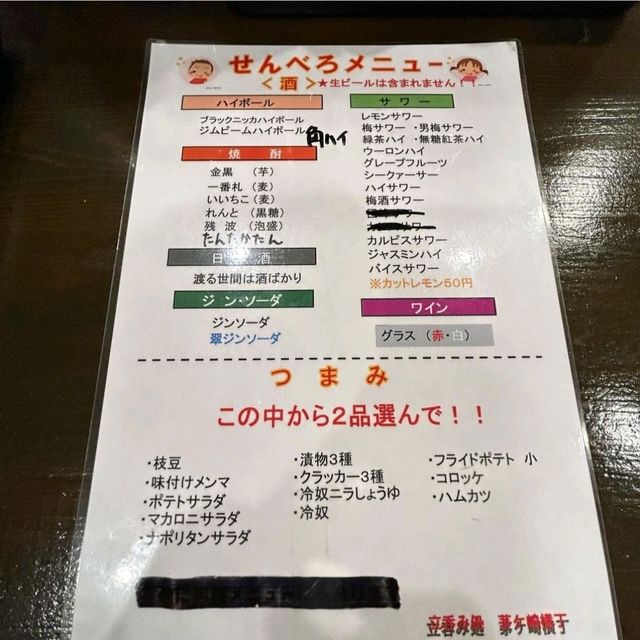 せんべろメニュー
＜酒＞★生ビールは含まれません！！
ハイボール
ブラックニッカハイボール
ジムビームハイボール 角ハイ
焼酎
金黒 （芋）
一番札（麦）
いいちこ（麦）
れんと（黒糖）
残波（泡盛）
たんたかたん
日 酒
渡る世間は酒ばかり
ジン・ソーダ
ジンソーダ
翠ジンソーダ
サワー
レモンサワー
梅サワー ・男梅サワー
緑茶ハイ ・無糖紅茶ハイ
ウーロンハイ
グレープフルーツ
シークァーサー
ハイサワー
梅酒サワー
カルピスサワー
ジャスミンハイ
バイスサワー
※カットレモン５０円
ワイン
グラス （赤・白）
つまみ
この中から２品選んで！！
・枝豆
・味付けメンマ
・ポテトサラダ
・マカロニサラダ
・ナポリタンサラダ
・漬物３種
・クラッカー３種
・冷奴ニラしょうゆ
・冷奴
・フライドポテト 小
・コロッケ
・ハムカツ
立呑み処 茅ケ崎横丁